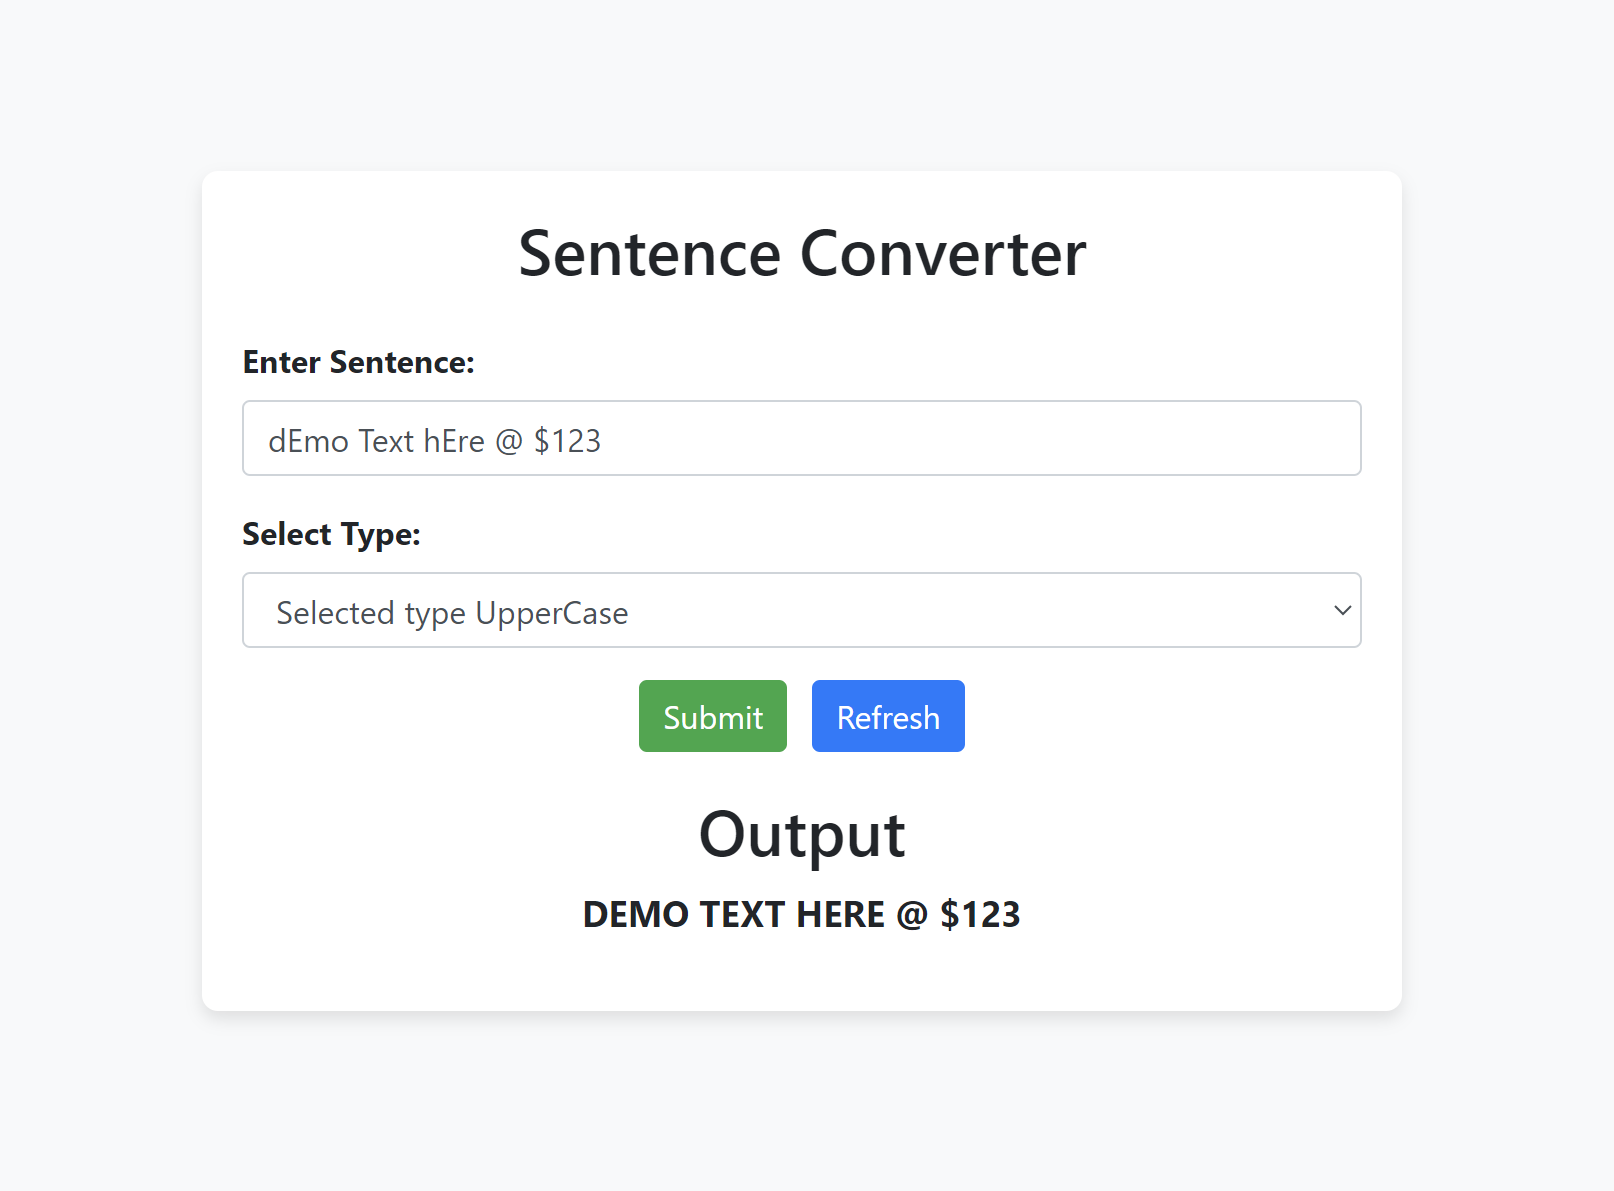 Sentence Converter
Enter Sentence:
dEmo Text hEre @ $123
Select Type:
Selected type UpperCase
Submit Refresh
Output
DEMO TEXT HERE @ $123